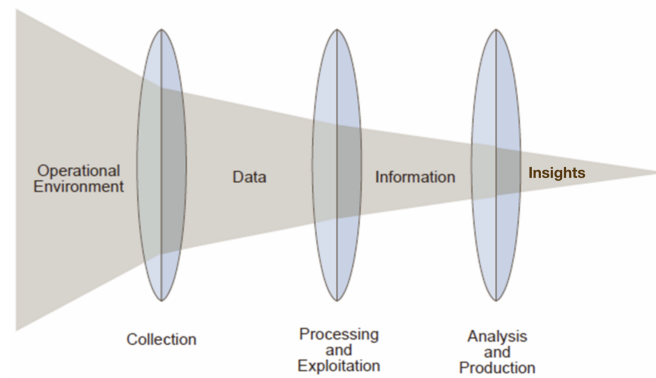 Operational
Environment
Data
Information
Insights
Collection
Processing
and
Exploitation
Analysis
and
Production